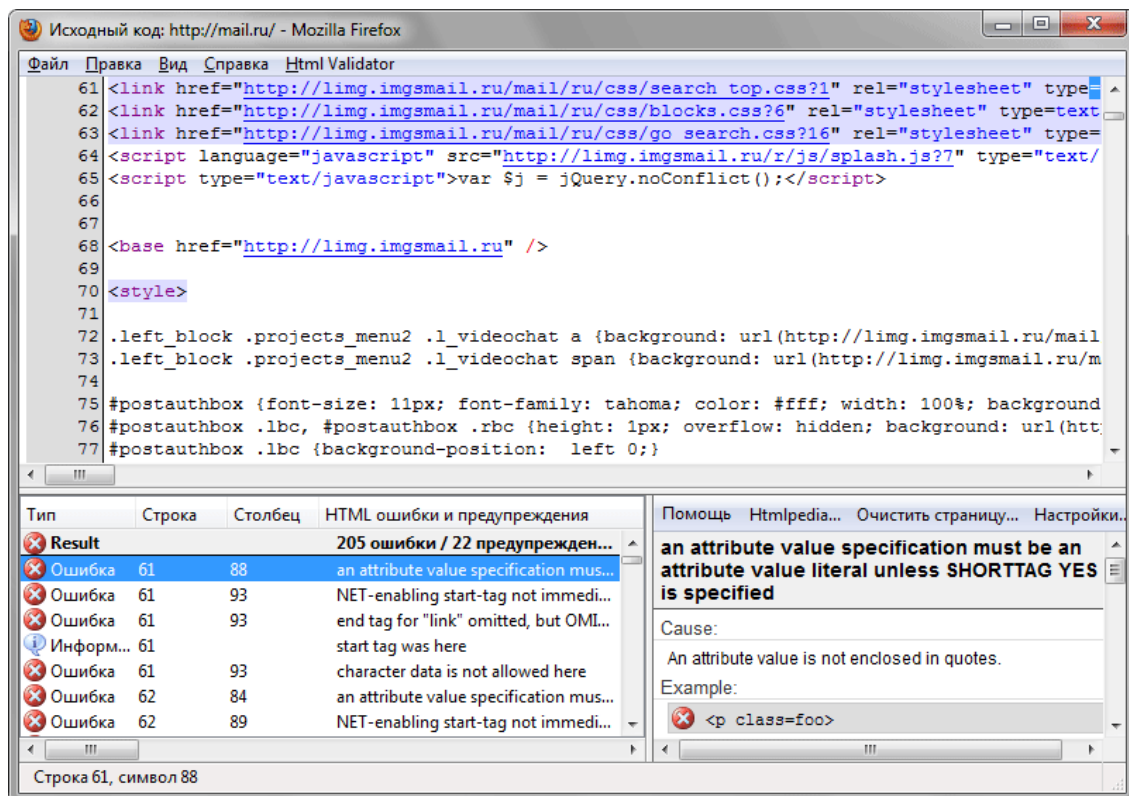 Исходный код: http://mail.ru/ - Mozilla Firefox
Файл Правка Вид Справка Html Validator
61 <link href="http://limg.imgsmail.ru/mail/ru/css/search_top.css?1" rel="stylesheet" type=
62 <link href="http://limg.imgsmail.ru/mail/ru/css/blocks.css?6" rel="stylesheet" type=text
63 <link href="http://limg.imgsmail.ru/mail/ru/css/go_search.css?16" rel="stylesheet" type=
64 <script language="javascript" src="http://limg.imgsmail.ru/r/js/splash.js?7" type="text/
65 <script type="text/javascript">var $j = jQuery.noConflict();</script>
66
67
68 <base href="http://limg.imgsmail.ru" />
69
70 <style>
71
72 .left_block .projects_menu2 .l_videochat a {background: url(http://limg.imgsmail.ru/mail
73 .left_block .projects_menu2 .l_videochat span {background: url(http://limg.imgsmail.ru/m
74
75 #postauthbox {font-size: 11px; font-family: tahoma; color: #fff; width: 100%; background
76 #postauthbox .lbc, #postauthbox .rbc {height: 1px; overflow: hidden; background: url(htt
77 #postauthbox .lbc {background-position:  left 0;}
Тип Строка Столбец HTML ошибки и предупреждения
Result 205 ошибки / 22 предупрежден...
Ошибка 61 88 an attribute value specification mus...
Ошибка 61 93 NET-enabling start-tag not immedi...
Ошибка 61 93 end tag for "link" omitted, but OMI...
Информ... 61 start tag was here
Ошибка 61 93 character data is not allowed here
Ошибка 62 84 an attribute value specification mus...
Ошибка 62 89 NET-enabling start-tag not immedi...
Помощь Htmlpedia... Очистить страницу... Настройки..
an attribute value specification must be an
attribute value literal unless SHORTTAG YES
is specified
Cause:
An attribute value is not enclosed in quotes.
Example:
<p class=foo>
Строка 61, символ 88